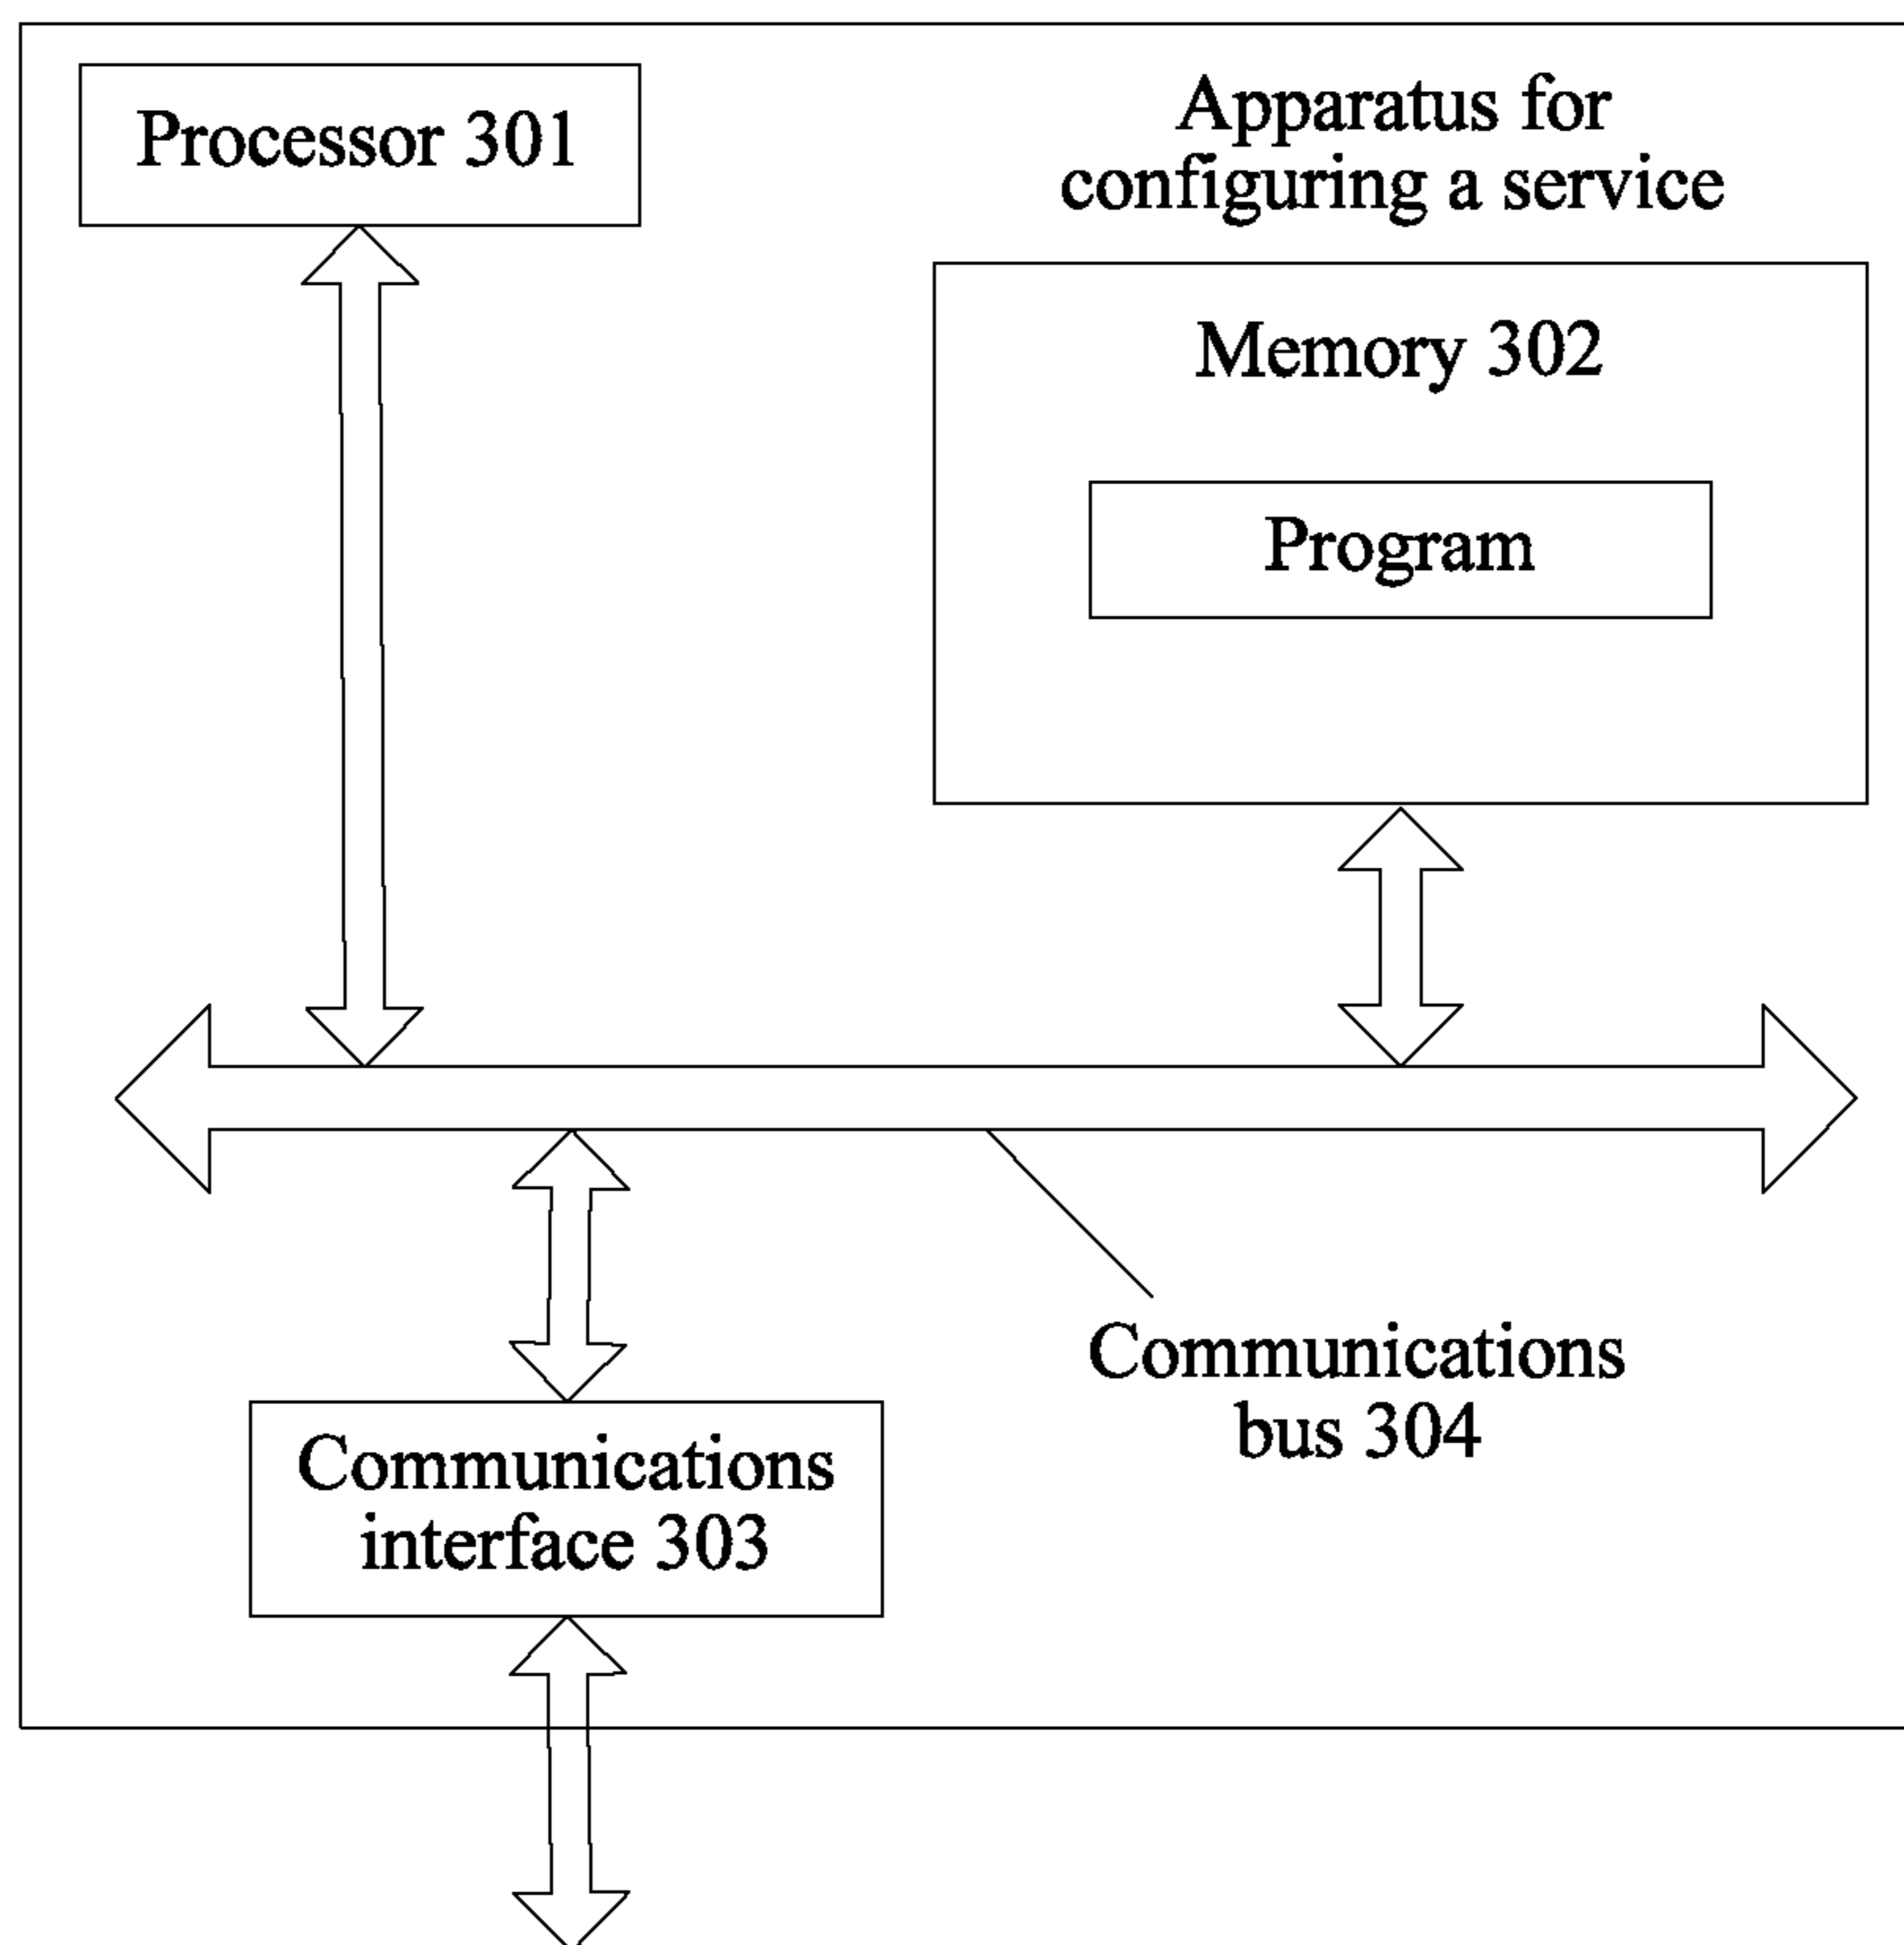 Processor 301
Apparatus for
configuring a service
Memory 302
Program
Communications
bus 304
Communications
interface 303